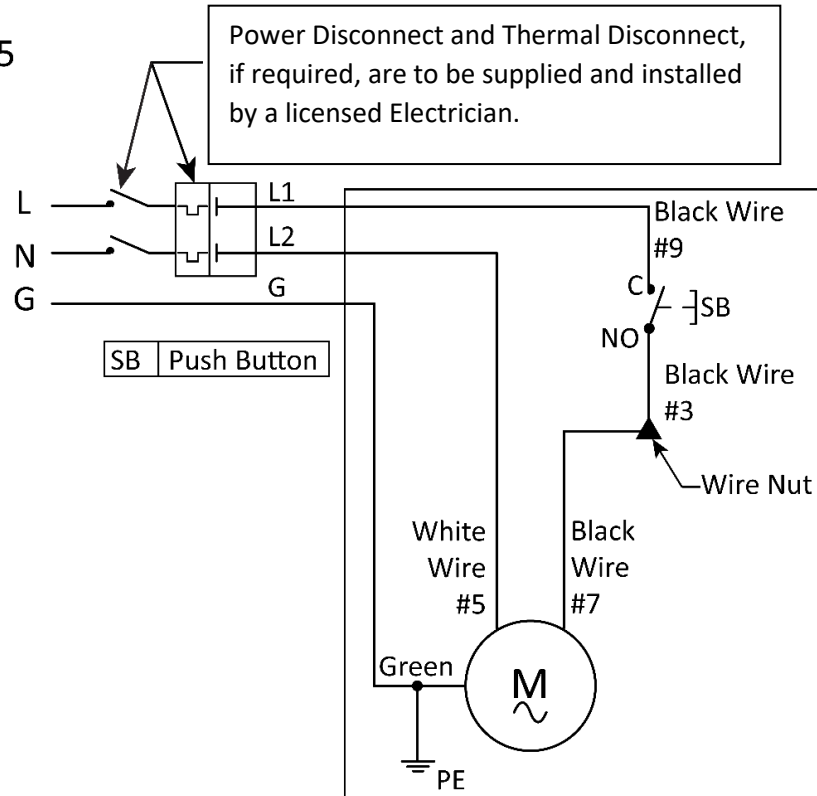 5
Power Disconnect and Thermal Disconnect,
if required, are to be supplied and installed
by a licensed Electrician.
L
L1
N
L2
G
G
Black Wire
#9
C
SB
NO
SB Push Button
Black Wire
#3
Wire Nut
White
Wire
#5
Black
Wire
#7
Green
M
PE